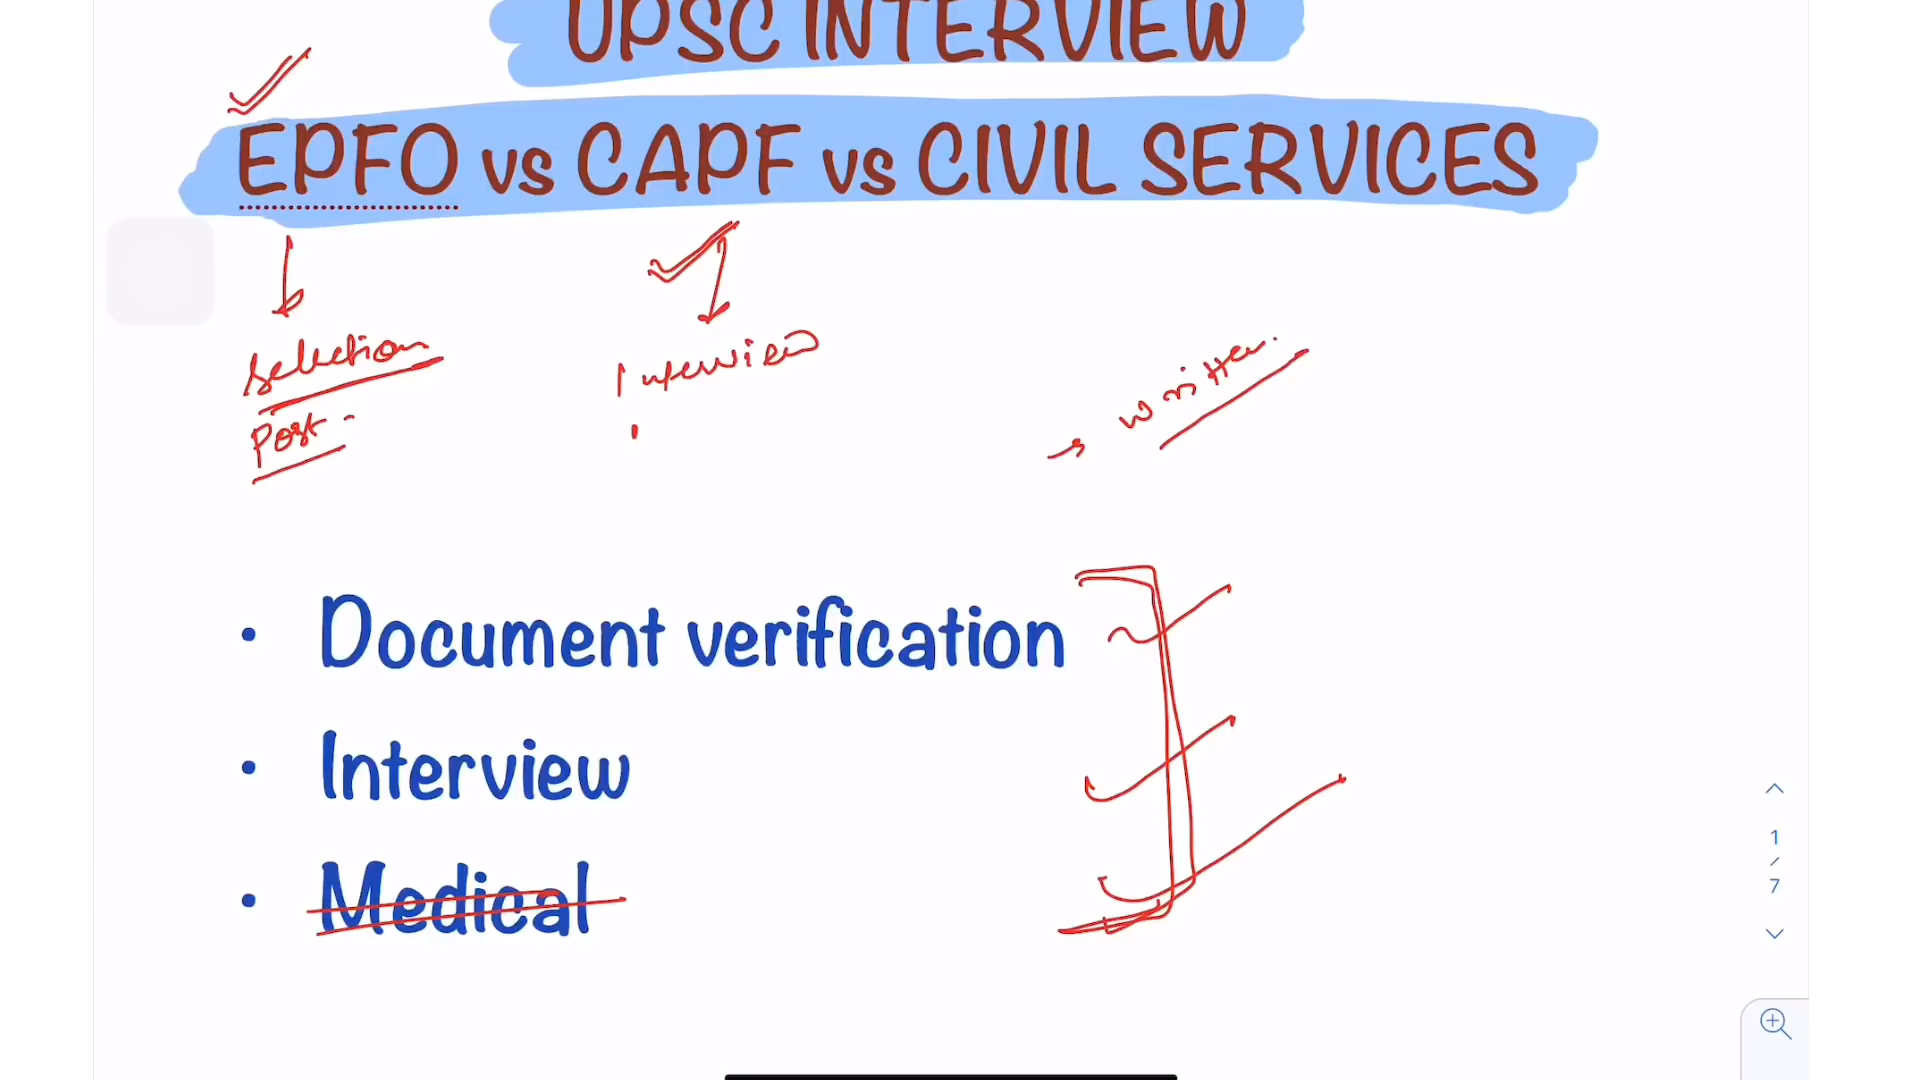 UPSC INTERVIEW
EPFO vs CAPF vs CIVIL SERVICES
Selection
Post -
Interview
→ written.
• Document verification
• Interview
• Medical
1
/
7